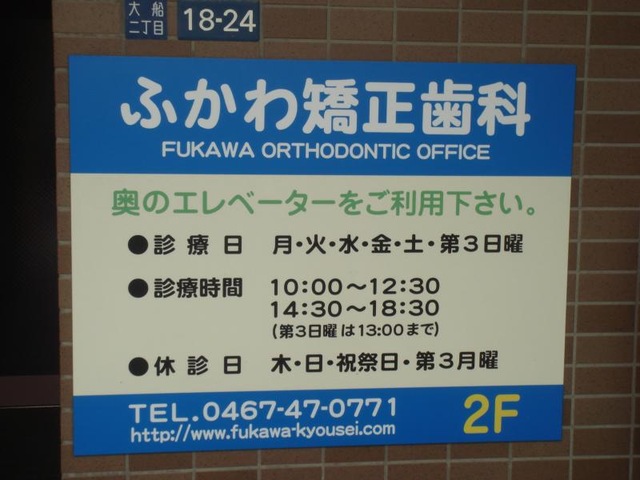 大船
二丁目
18-24
ふかわ矯正歯科
FUKAWA ORTHODONTIC OFFICE
奥のエレベーターをご利用下さい。
●診療日 月・火・水・金・土・第3日曜
●診療時間 10:00～12:30
14:30～18:30
(第3日曜は13:00まで)
●休診日 木・日・祝祭日・第3月曜
TEL.0467-47-0771
http://www.fukawa-kyousei.com
2F